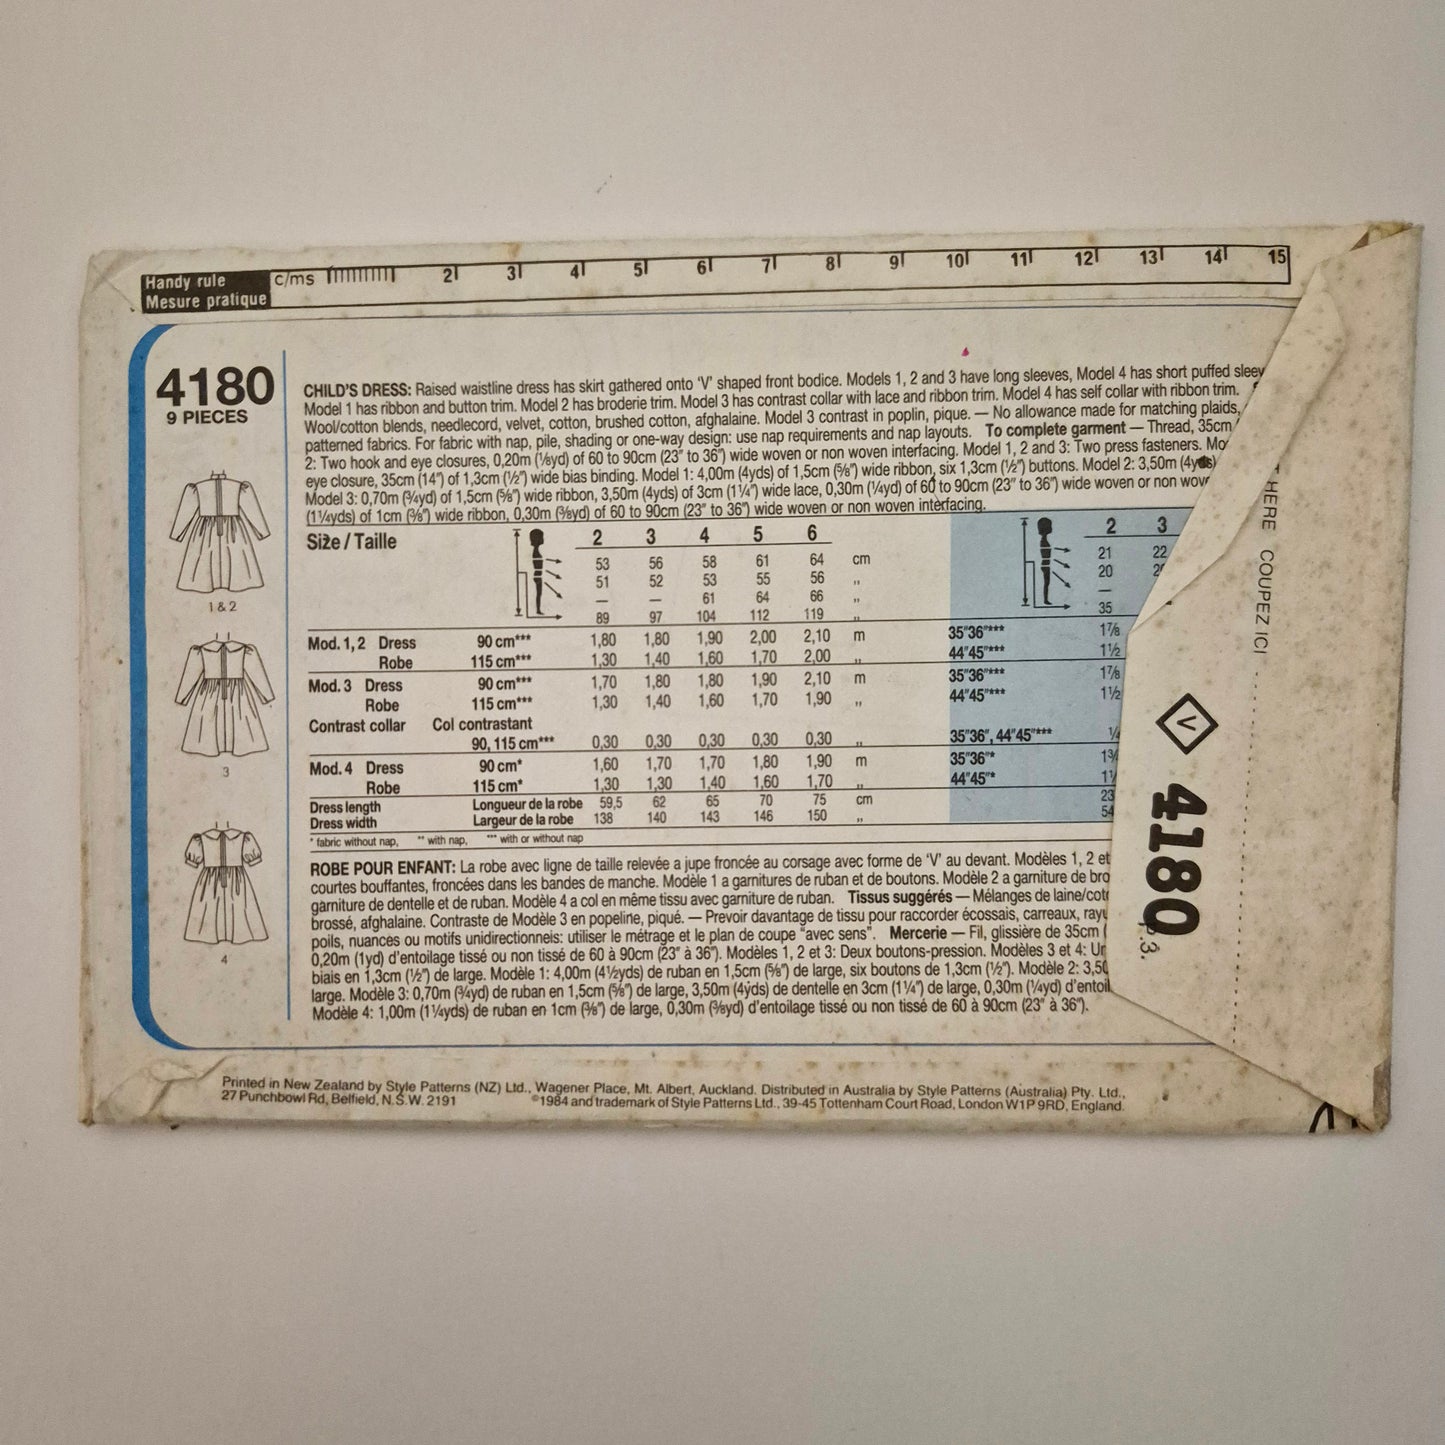 Handy rule
Mesure pratique
c/ms 2 3 4 5 6 7 8 9 10 11 12 13 14 15
4180
9 PIECES
1 & 2
3
4
CHILD'S DRESS: Raised waistline dress has skirt gathered onto 'V' shaped front bodice. Models 1, 2 and 3 have long sleeves, Model 4 has short puffed sleev
Model 1 has ribbon and button trim. Model 2 has broderie trim. Model 3 has contrast collar with lace and ribbon trim. Model 4 has self collar with ribbon trim.
Wool/cotton blends, needlecord, velvet, cotton, brushed cotton, afghalaine. Model 3 contrast in poplin, pique. — No allowance made for matching plaids,
patterned fabrics. For fabric with nap, pile, shading or one-way design: use nap requirements and nap layouts. To complete garment — Thread, 35cm
2: Two hook and eye closures, 0,20m (⅛yd) of 60 to 90cm (23" to 36") wide woven or non woven interfacing. Model 1, 2 and 3: Two press fasteners. Mo
eye closure, 35cm (14") of 1,3cm (½") wide bias binding. Model 1: 4,00m (4yds) of 1,5cm (⅝") wide ribbon, six 1,3cm (½") buttons. Model 2: 3,50m (4yds)
Model 3: 0,70m (¾yd) of 1,5cm (⅝") wide ribbon, 3,50m (4yds) of 3cm (1¼") wide lace, 0,30m (¼yd) of 60 to 90cm (23" to 36") wide woven or non wov
(1¼yds) of 1cm (⅜") wide ribbon, 0,30m (⅜yd) of 60 to 90cm (23" to 36") wide woven or non woven interfacing.
Size / Taille 2 3 4 5 6 2 3
53 56 58 61 64 cm 21 22
51 52 53 55 56 ,, 20
— — 61 64 66 ,, —
89 97 104 112 119 ,, 35
Mod. 1, 2 Dress 90 cm*** 1,80 1,80 1,90 2,00 2,10 m 35"36"*** 1⅞
Robe 115 cm*** 1,30 1,40 1,60 1,70 2,00 ,, 44"45"*** 1½
Mod. 3 Dress 90 cm*** 1,70 1,80 1,80 1,90 2,10 m 35"36"*** 1⅞
Robe 115 cm*** 1,30 1,40 1,60 1,70 1,90 ,, 44"45"*** 1½
Contrast collar Col contrastant
90, 115 cm*** 0,30 0,30 0,30 0,30 0,30 ,, 35"36", 44"45"*** ¼
Mod. 4 Dress 90 cm* 1,60 1,70 1,70 1,80 1,90 m 35"36"* 1¾
Robe 115 cm* 1,30 1,30 1,40 1,60 1,70 ,, 44"45"*
Dress length Longueur de la robe 59,5 62 65 70 75 cm 23
Dress width Largeur de la robe 138 140 143 146 150 ,, 54
* fabric without nap, ** with nap, *** with or without nap
ROBE POUR ENFANT: La robe avec ligne de taille relevée a jupe froncée au corsage avec forme de 'V' au devant. Modèles 1, 2 et
courtes bouffantes, froncées dans les bandes de manche. Modèle 1 a garnitures de ruban et de boutons. Modèle 2 a garniture de bro
garniture de dentelle et de ruban. Modèle 4 a col en même tissu avec garniture de ruban. Tissus suggérés — Mélanges de laine/coto
brossé, afghalaine. Contraste de Modèle 3 en popeline, piqué. — Prevoir davantage de tissu pour raccorder écossais, carreaux, rayu
poils, nuances ou motifs unidirectionneis: utiliser le métrage et le plan de coupe "avec sens". Mercerie — Fil, glissière de 35cm (
0,20m (1yd) d'entoilage tissé ou non tissé de 60 à 90cm (23" à 36"). Modèles 1, 2 et 3: Deux boutons-pression. Modèles 3 et 4: Un
biais en 1,3cm (½") de large. Modèle 1: 4,00m (4½yds) de ruban en 1,5cm (⅝") de large, six boutons de 1,3cm (½"). Modèle 2: 3,50
large. Modèle 3: 0,70m (¾yd) de ruban en 1,5cm (⅝") de large, 3,50m (4yds) de dentelle en 3cm (1¼") de large, 0,30m (¼yd) d'entoil
Modèle 4: 1,00m (1¼yds) de ruban en 1cm (⅜") de large, 0,30m (⅜yd) d'entoilage tissé ou non tissé de 60 à 90cm (23" à 36").
HERE COUPEZ ICI
V
4180
p.3.
Printed in New Zealand by Style Patterns (NZ) Ltd., Wagener Place, Mt. Albert, Auckland. Distributed in Australia by Style Patterns (Australia) Pty. Ltd.,
27 Punchbowl Rd, Belfield, N.S.W. 2191 ©1984 and trademark of Style Patterns Ltd., 39-45 Tottenham Court Road, London W1P 9RD, England.